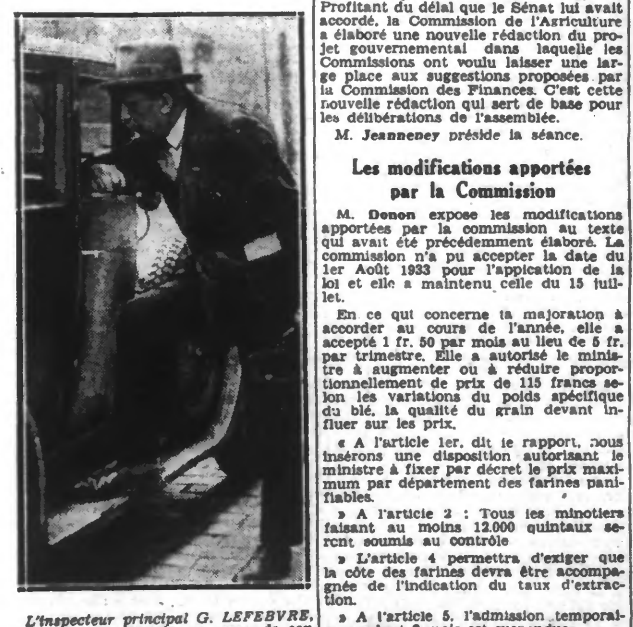 L'inspecteur principal G. LEFEBVRE,
Profitant du délai que le Sénat lui avait
accordé, la Commission de l'Agriculture
a élaboré une nouvelle rédaction du pro-
jet gouvernemental dans laquelle les
Commissions ont voulu laisser une lar-
ge place aux suggestions proposées par
la Commission des Finances. C'est cette
nouvelle rédaction qui sert de base pour
les délibérations de l'assemblée.
M. Jeanneney préside la séance.
Les modifications apportées
par la Commission
M. Donon expose les modifications
apportées par la commission au texte
qui avait été précédemment élaboré. La
commission n'a pu accepter la date du
1er Août 1933 pour l'appication de la
loi et elle a maintenu celle du 15 juil-
let.
En ce qui concerne la majoration à
accorder au cours de l'année, elle a
accepté 1 fr. 50 par mois au lieu de 5 fr.
par trimestre. Elle a autorisé le minis-
tre à augmenter ou à réduire propor-
tionnellement de prix de 115 francs se-
lon les variations du poids spécifique
du blé, la qualité du grain devant in-
fluer sur les prix.
« A l'article 1er, dit le rapport, nous
insérons une disposition autorisant le
ministre à fixer par décret le prix maxi-
mum par département des farines pani-
fiables.
» A l'article 2 : Tous les minotiers
faisant au moins 12.000 quintaux se-
ront soumis au contrôle
» L'article 4 permettra d'exiger que
la côte des farines devra être accompa-
gnée de l'indication du taux d'extrac-
tion.
» A l'article 5, l'admission temporai-